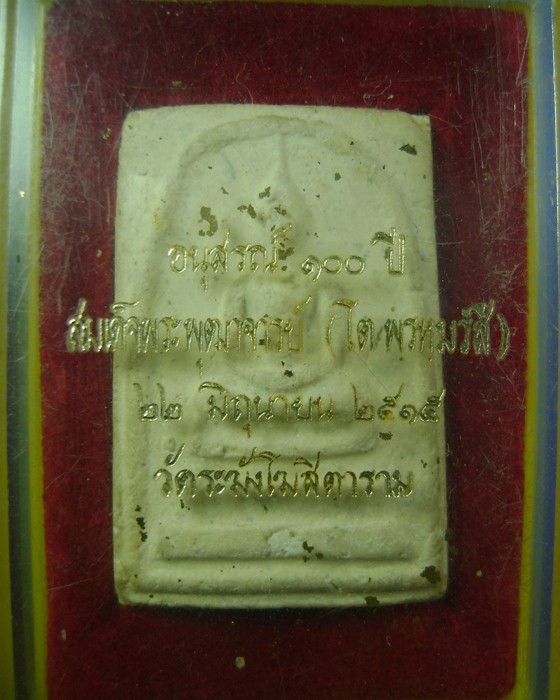 อนุสรณ์ ๑๐๐ ปี
สมเด็จพระพุฒาจารย์ (โต พรหมรังสี)
๒๒ มิถุนายน ๒๕๑๕
วัดระฆังโฆสิตาราม